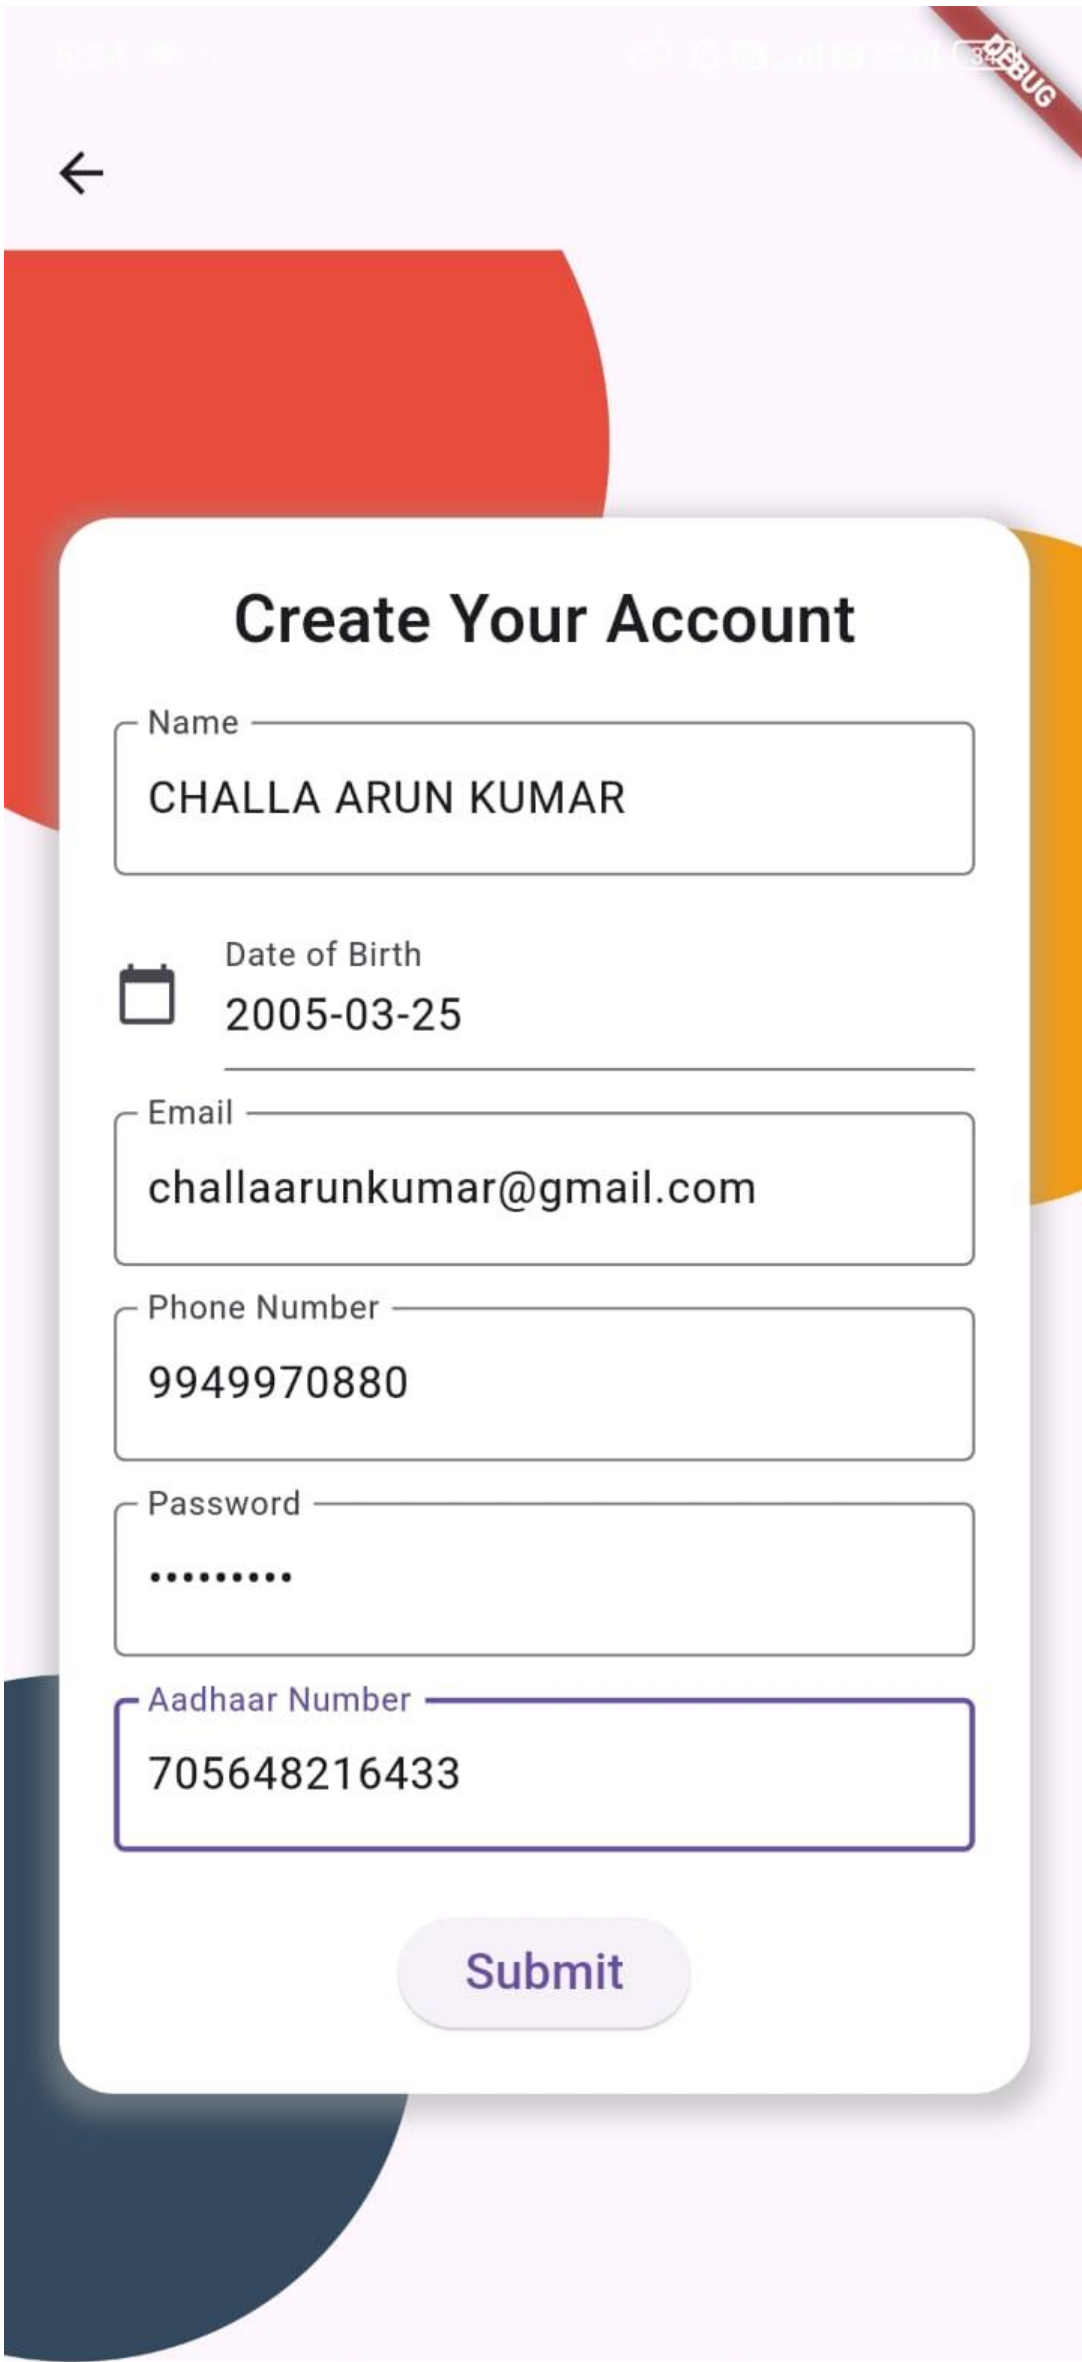 DEBUG
Create Your Account
Name
CHALLA ARUN KUMAR
Date of Birth
2005-03-25
Email
challaarunkumar@gmail.com
Phone Number
9949970880
Password
•••••••••
Aadhaar Number
705648216433
Submit